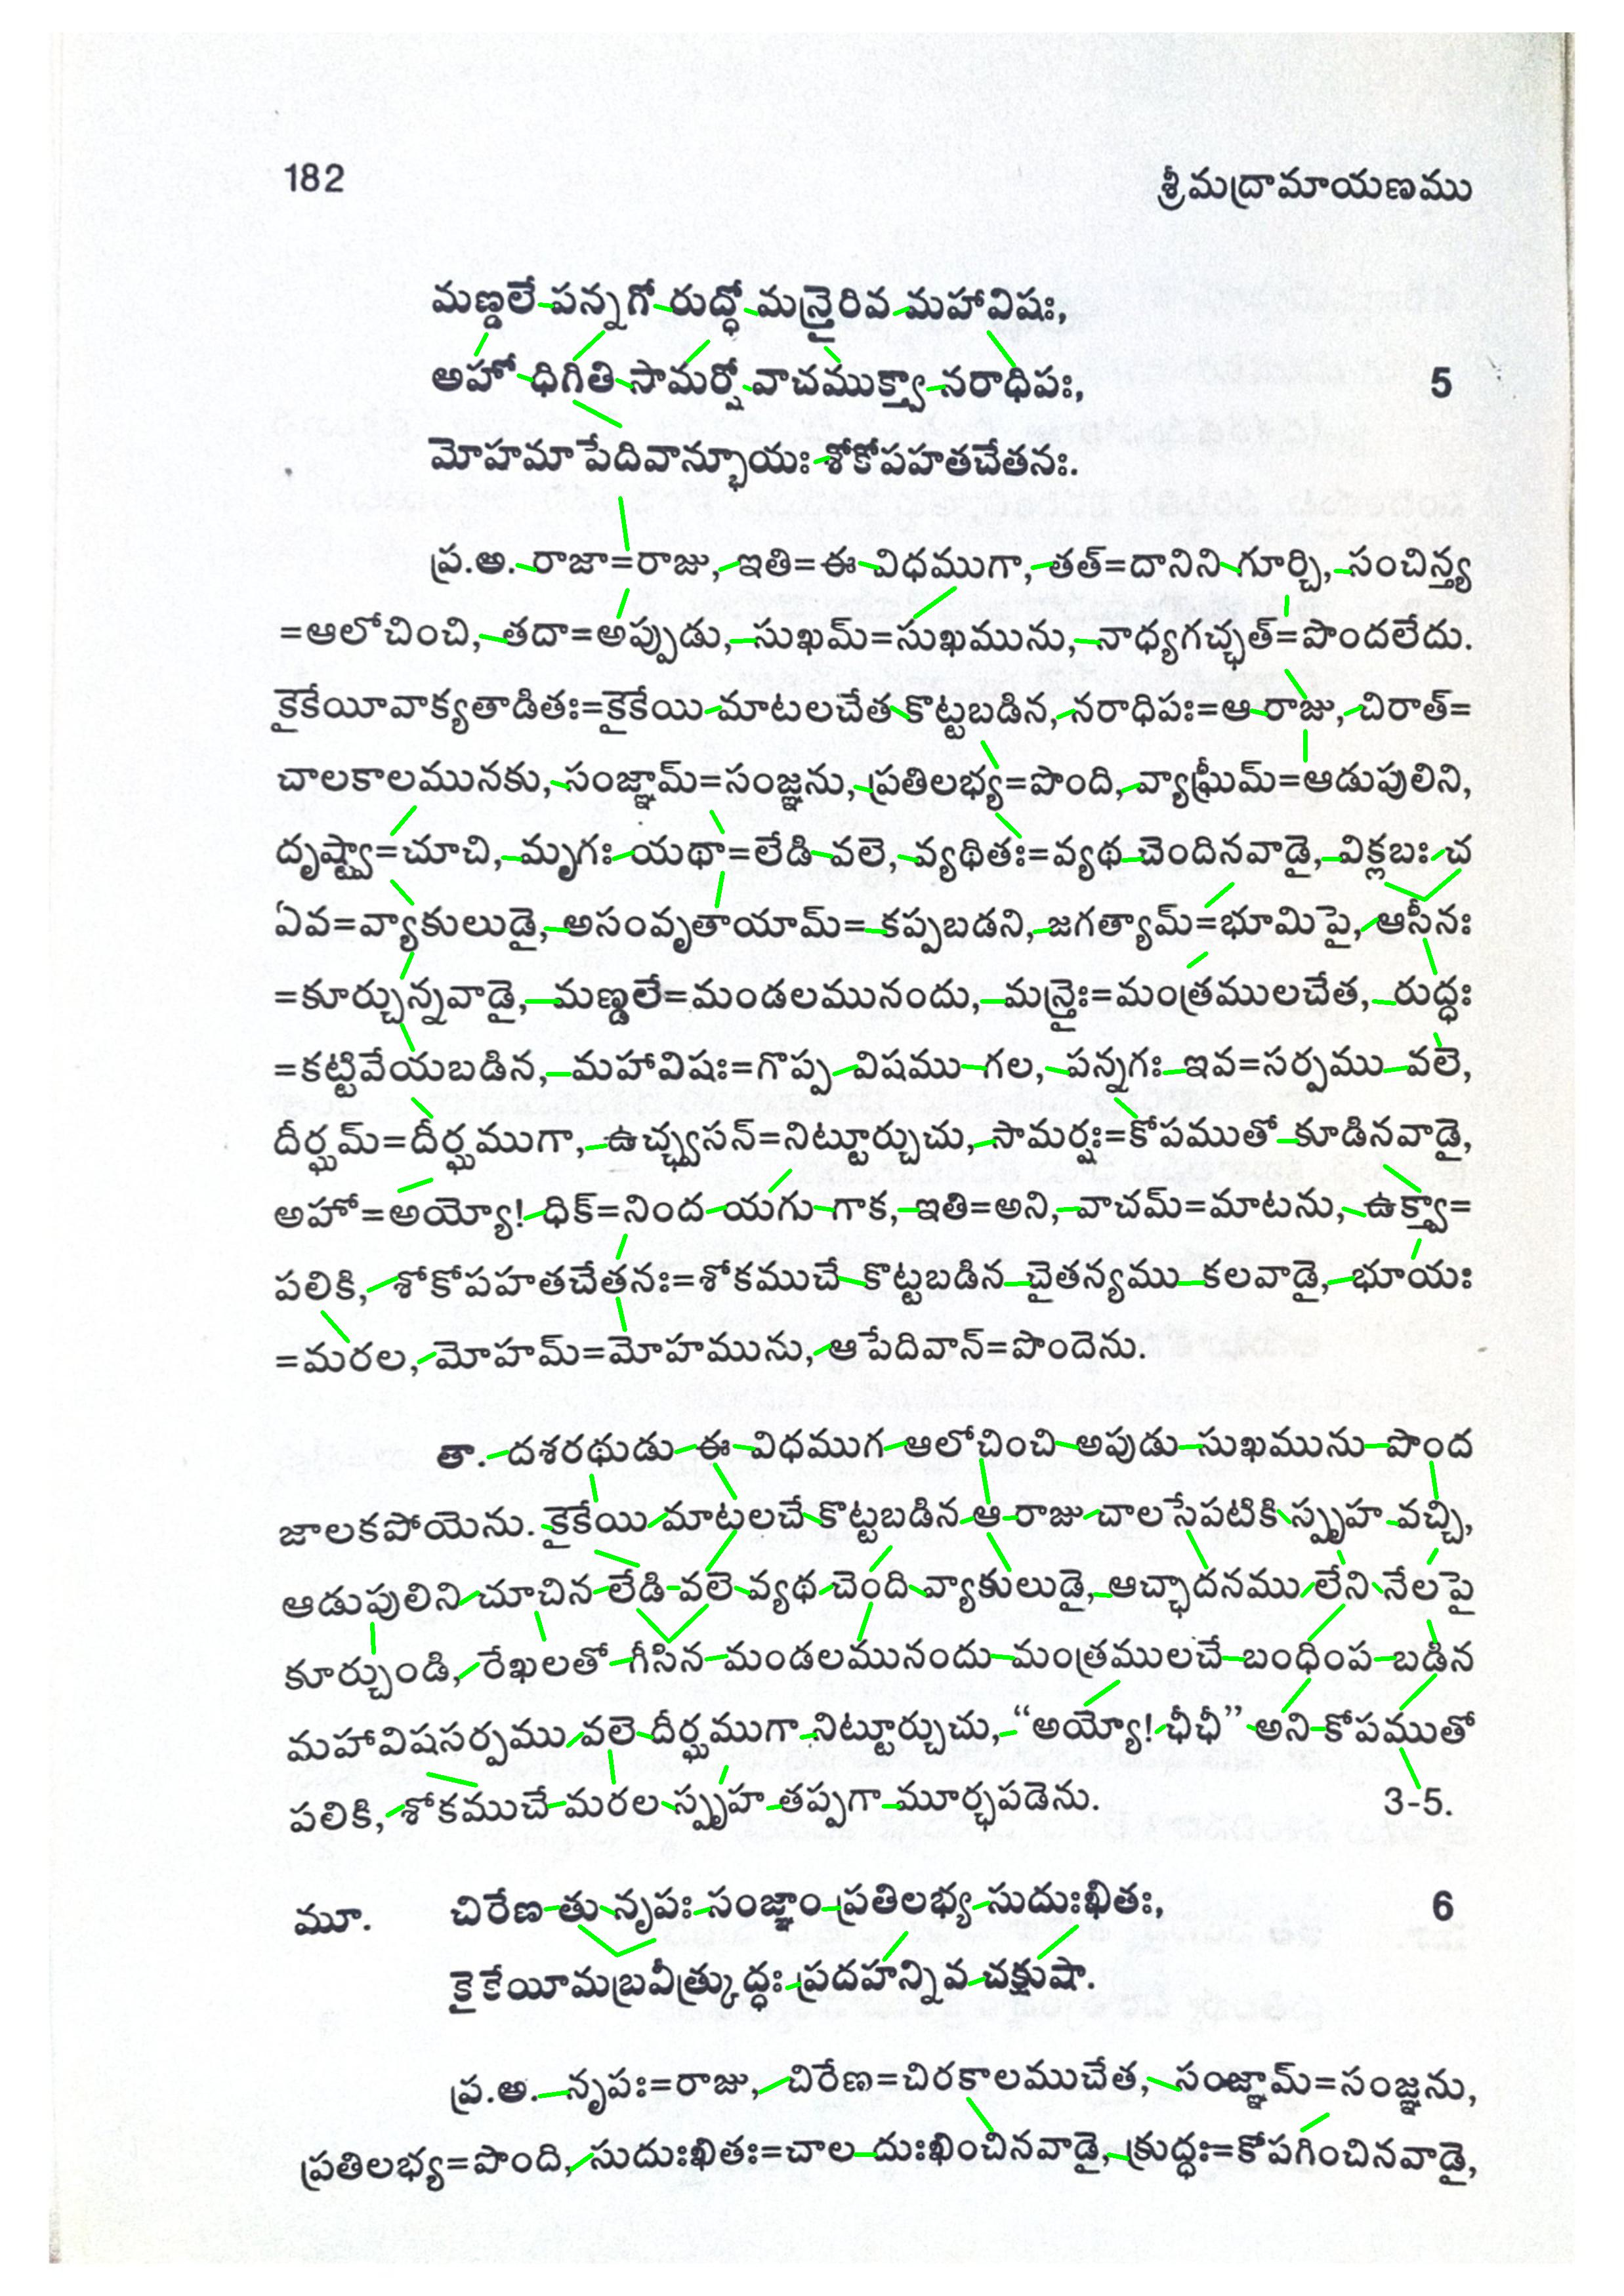 182 శ్రీమద్రామాయణము
మణ్డలే పన్నగో రుద్ధో మన్త్రైరివ మహావిషః,
అహో ధిగితి సామర్షో వాచముక్త్వా నరాధిపః, 5
మోహమాపేదివాన్భూయః శోకోపహతచేతనః.
ప్ర.అ. రాజా=రాజు, ఇతి=ఈ విధముగా, తత్=దానిని గూర్చి, సంచిన్త్య
=ఆలోచించి, తదా=అప్పుడు, సుఖమ్=సుఖమును, నాధ్యగచ్ఛత్=పొందలేదు.
కైకేయీవాక్యతాడితః=కైకేయి మాటలచేత కొట్టబడిన, నరాధిపః=ఆ రాజు, చిరాత్=
చాలకాలమునకు, సంజ్ఞామ్=సంజ్ఞను, ప్రతిలభ్య=పొంది, వ్యాఘ్రీమ్=ఆడుపులిని,
దృష్ట్వా=చూచి, మృగః యథా=లేడి వలె, వ్యథితః=వ్యథ చెందినవాడై, విక్లబః చ
ఏవ=వ్యాకులుడై, అసంవృతాయామ్= కప్పబడని, జగత్యామ్=భూమిపై, ఆసీనః
=కూర్చున్నవాడై, మణ్డలే=మండలమునందు, మన్త్రైః=మంత్రములచేత, రుద్ధః
=కట్టివేయబడిన, మహావిషః=గొప్ప విషము గల, పన్నగః ఇవ=సర్పము వలె,
దీర్ఘమ్=దీర్ఘముగా, ఉచ్ఛ్వసన్=నిట్టూర్చుచు, సామర్షః=కోపముతో కూడినవాడై,
అహో=అయ్యో! ధిక్=నింద యగు గాక, ఇతి=అని, వాచమ్=మాటను, ఉక్త్వా=
పలికి, శోకోపహతచేతనః=శోకముచే కొట్టబడిన చైతన్యము కలవాడై, భూయః
=మరల, మోహమ్=మోహమును, ఆపేదివాన్=పొందెను.
తా. దశరథుడు ఈ విధముగ ఆలోచించి అపుడు సుఖమును పొంద
జాలకపోయెను. కైకేయి మాటలచే కొట్టబడిన ఆ రాజు చాలసేపటికి స్పృహ వచ్చి,
ఆడుపులిని చూచిన లేడి వలె వ్యథ చెంది వ్యాకులుడై, ఆచ్ఛాదనము లేని నేలపై
కూర్చుండి, రేఖలతో గీసిన మండలమునందు మంత్రములచే బంధింప బడిన
మహావిషసర్పము వలె దీర్ఘముగా నిట్టూర్చుచు, “అయ్యో! ఛీఛీ” అని కోపముతో
పలికి, శోకముచే మరల స్పృహ తప్పగా మూర్ఛపడెను. 3-5.
మూ. చిరేణ తు నృపః సంజ్ఞాం ప్రతిలభ్య సుదుఃఖితః, 6
కైకేయీమబ్రవీత్క్రుద్ధః ప్రదహన్నివ చక్షుషా.
ప్ర.అ. నృపః=రాజు, చిరేణ=చిరకాలముచేత, సంజ్ఞామ్=సంజ్ఞను,
ప్రతిలభ్య=పొంది, సుదుఃఖితః=చాల దుఃఖించినవాడై, క్రుద్ధః=కోపగించినవాడై,